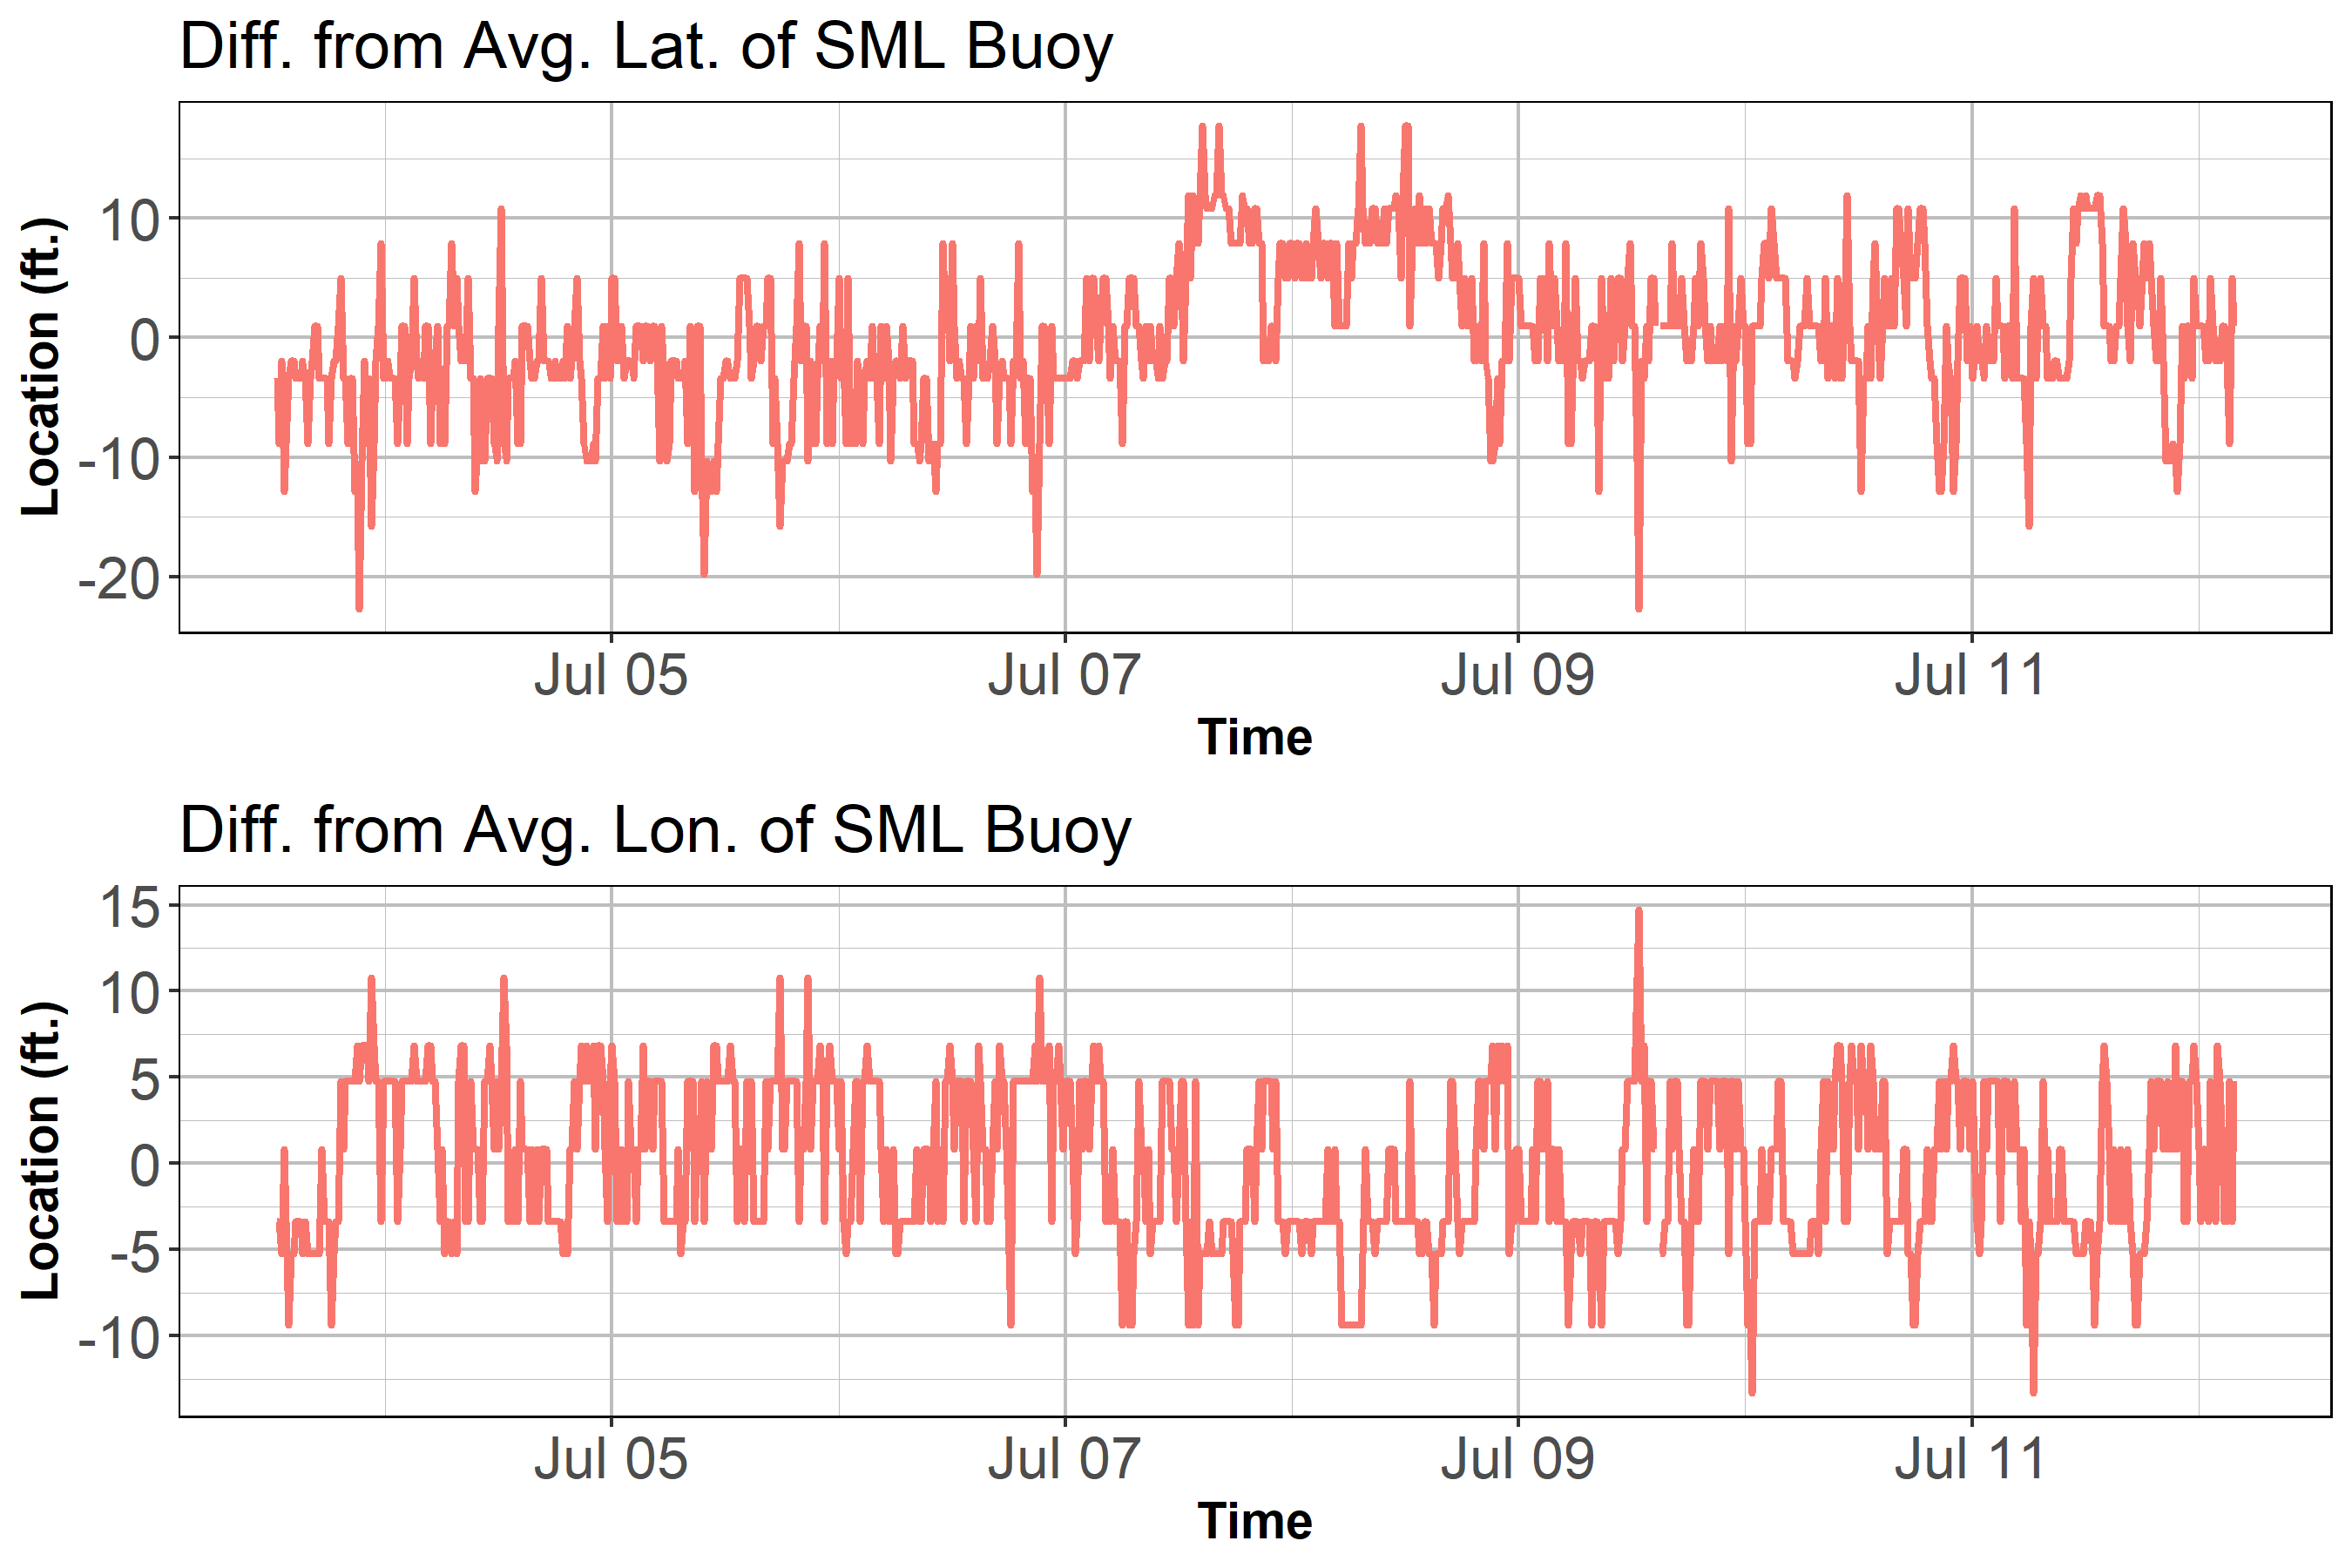 Diff. from Avg. Lat. of SML Buoy
Location (ft.)
10
0
-10
-20
Jul 05 Jul 07 Jul 09 Jul 11
Time
Diff. from Avg. Lon. of SML Buoy
Location (ft.)
15
10
5
0
-5
-10
Jul 05 Jul 07 Jul 09 Jul 11
Time